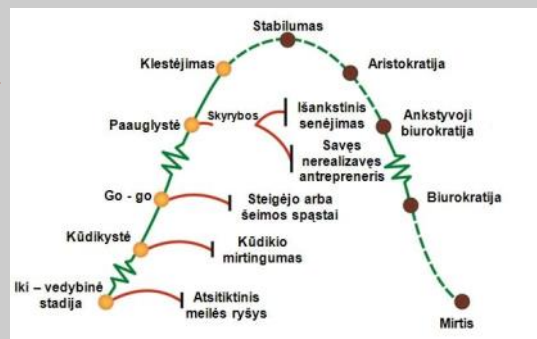 Stabilumas
Klestėjimas
Aristokratija
Išankstinis
senėjimas
Skyrybos
Paauglystė
Ankstyvoji
biurokratija
Savęs
nerealizavęs
antrepreneris
Go - go
Steigėjo arba
šeimos spąstai
Biurokratija
Kūdikystė
Kūdikio
mirtingumas
Iki – vedybinė
stadija
Atsitiktinis
meilės ryšys
Mirtis